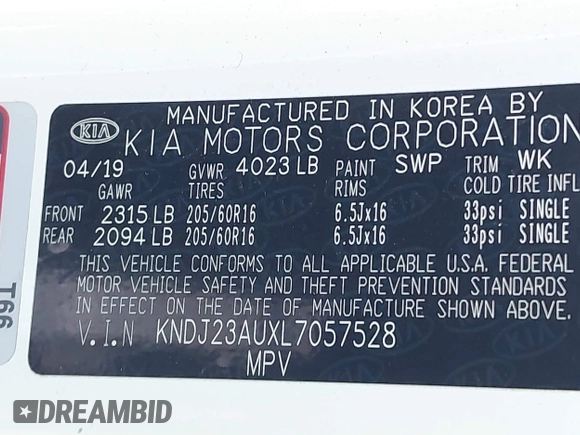 MANUFACTURED IN KOREA BY
KIA KIA MOTORS CORPORATION
04/19 GVWR 4023 LB PAINT SWP TRIM WK
GAWR TIRES RIMS COLD TIRE INFL
FRONT 2315 LB 205/60R16 6.5Jx16 33psi SINGLE
REAR 2094 LB 205/60R16 6.5Jx16 33psi SINGLE
THIS VEHICLE CONFORMS TO ALL APPLICABLE U.S.A. FEDERAL
MOTOR VEHICLE SAFETY AND THEFT PREVENTION STANDARDS
IN EFFECT ON THE DATE OF MANUFACTURE SHOWN ABOVE.
V.I.N KNDJ23AUXL7057528
MPV
T66
DREAMBID